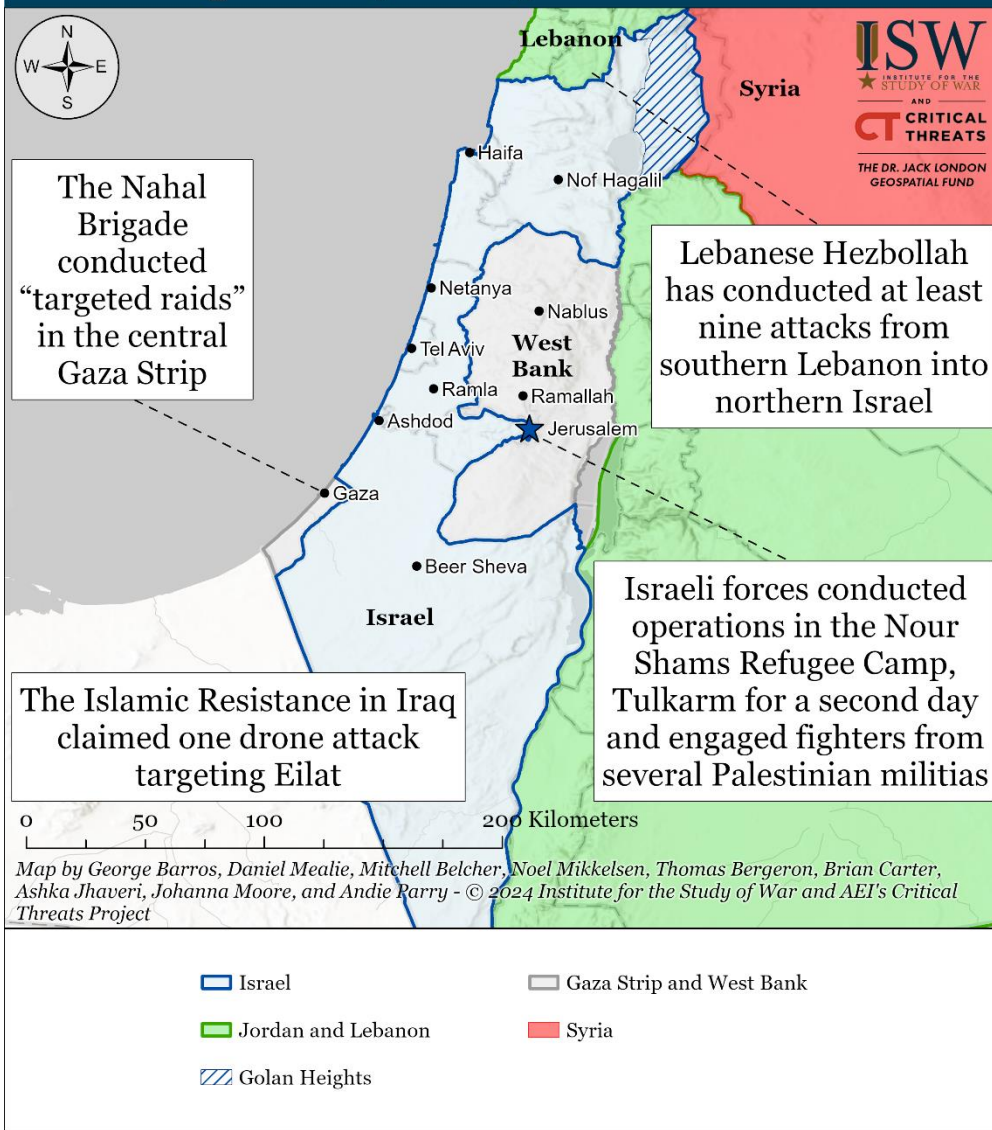 N
W E
S
Lebanon
Syria
ISW
INSTITUTE FOR THE
STUDY OF WAR
AND
CT CRITICAL
THREATS
THE DR. JACK LONDON
GEOSPATIAL FUND
Haifa
Nof Hagalil
The Nahal
Brigade
conducted
“targeted raids”
in the central
Gaza Strip
Lebanese Hezbollah
has conducted at least
nine attacks from
southern Lebanon into
northern Israel
Netanya
Nablus
West
Bank
Tel Aviv
Ramla
Ramallah
Ashdod
Jerusalem
Gaza
Beer Sheva
Israel
Israeli forces conducted
operations in the Nour
Shams Refugee Camp,
Tulkarm for a second day
and engaged fighters from
several Palestinian militias
The Islamic Resistance in Iraq
claimed one drone attack
targeting Eilat
0 50 100 200 Kilometers
Map by George Barros, Daniel Mealie, Mitchell Belcher, Noel Mikkelsen, Thomas Bergeron, Brian Carter,
Ashka Jhaveri, Johanna Moore, and Andie Parry - © 2024 Institute for the Study of War and AEI's Critical
Threats Project
Israel
Gaza Strip and West Bank
Jordan and Lebanon
Syria
Golan Heights